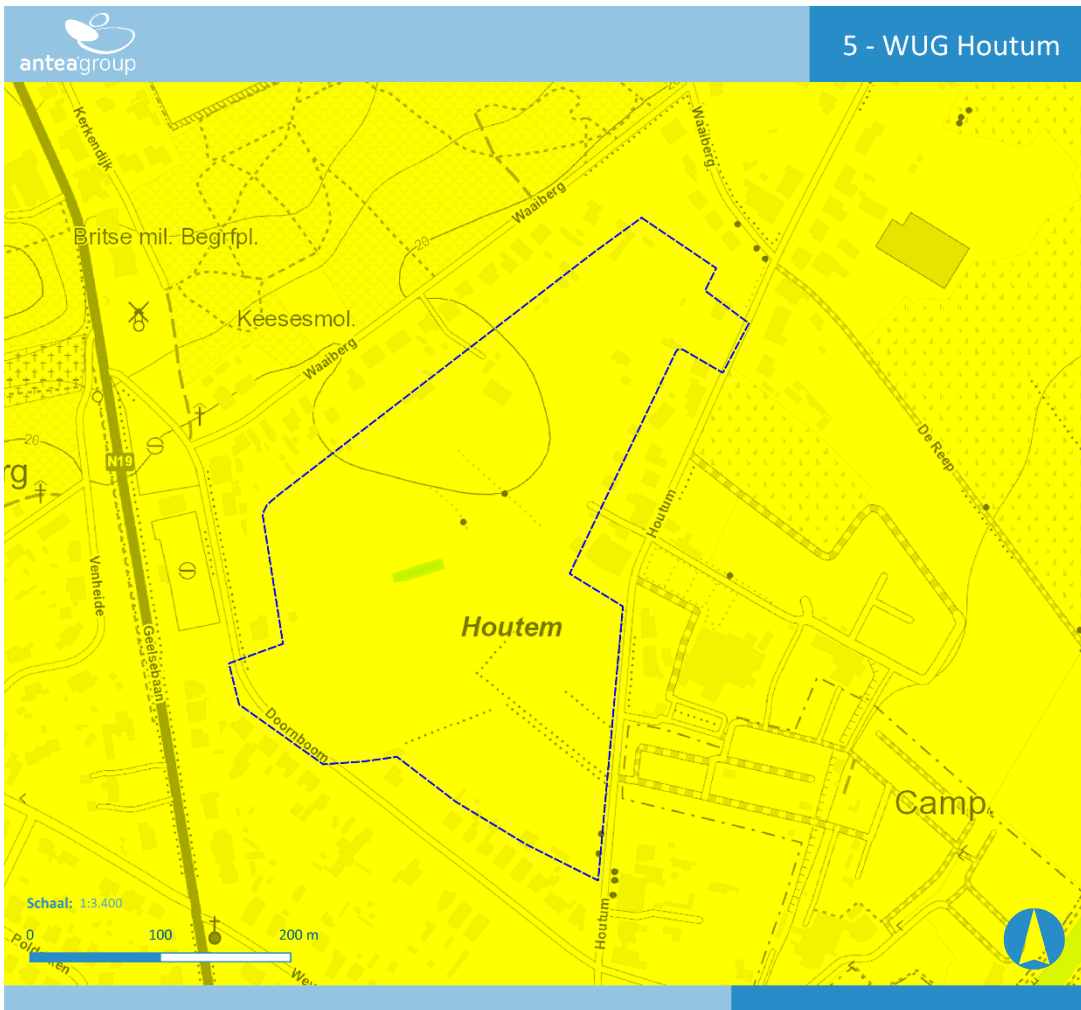 anteagroup
5 - WUG Houtum
Kerkendijk
Waaiberg
20
Waaiberg
Britse mil. Begrfpl.
20
Keesesmol.
Waaiberg
20
N19
rg
De Reep
Houtum
Venheide
Geelsebaan
Houtem
Doornboom
Camp.
Schaal: 1:3.400
0 100 200 m
Houtum